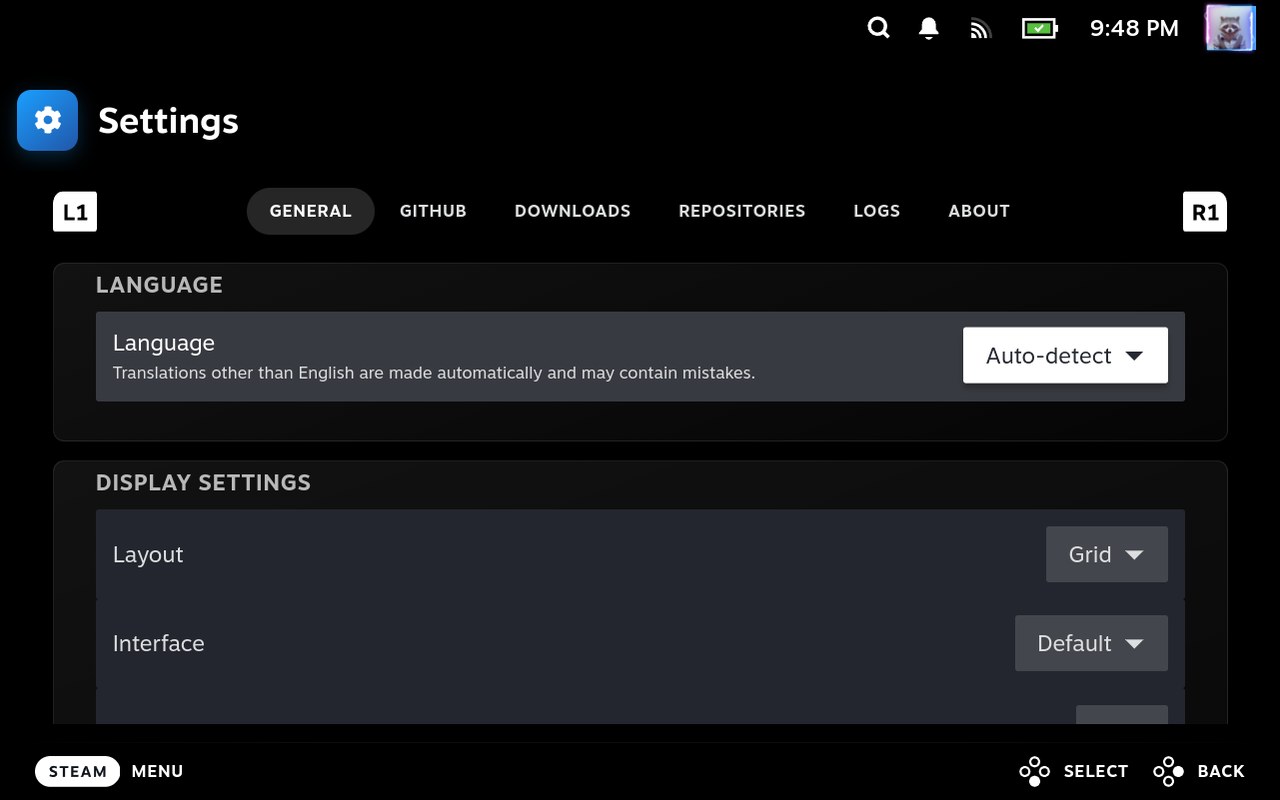 9:48 PM
Settings
L1
GENERAL
GITHUB
DOWNLOADS
REPOSITORIES
LOGS
ABOUT
R1
LANGUAGE
Language
Auto-detect
Translations other than English are made automatically and may contain mistakes.
DISPLAY SETTINGS
Layout
Grid
Interface
Default
STEAM
MENU
SELECT
BACK